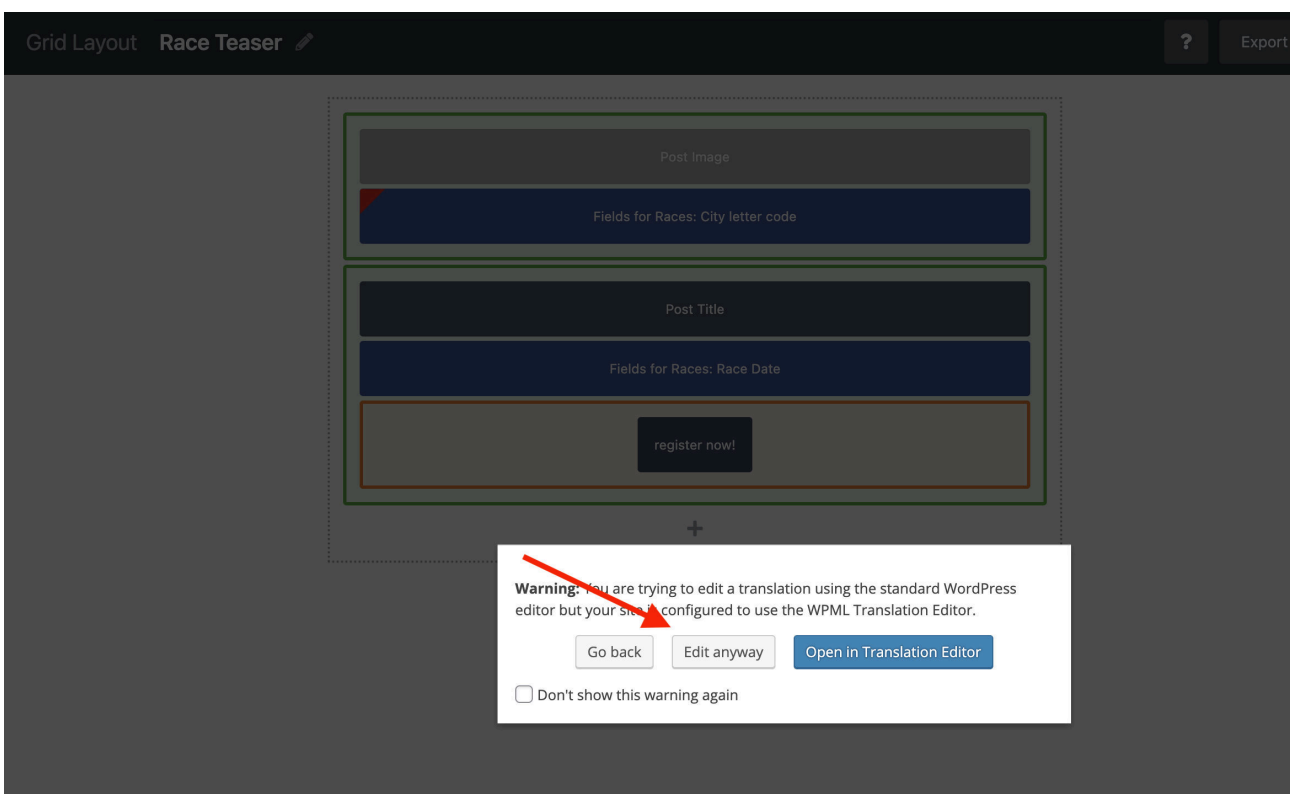 Grid Layout Race Teaser
? Export
Post Image
Fields for Races: City letter code
Post Title
Fields for Races: Race Date
register now!
+
Warning: You are trying to edit a translation using the standard WordPress
editor but your site is configured to use the WPML Translation Editor.
Go back Edit anyway Open in Translation Editor
Don't show this warning again